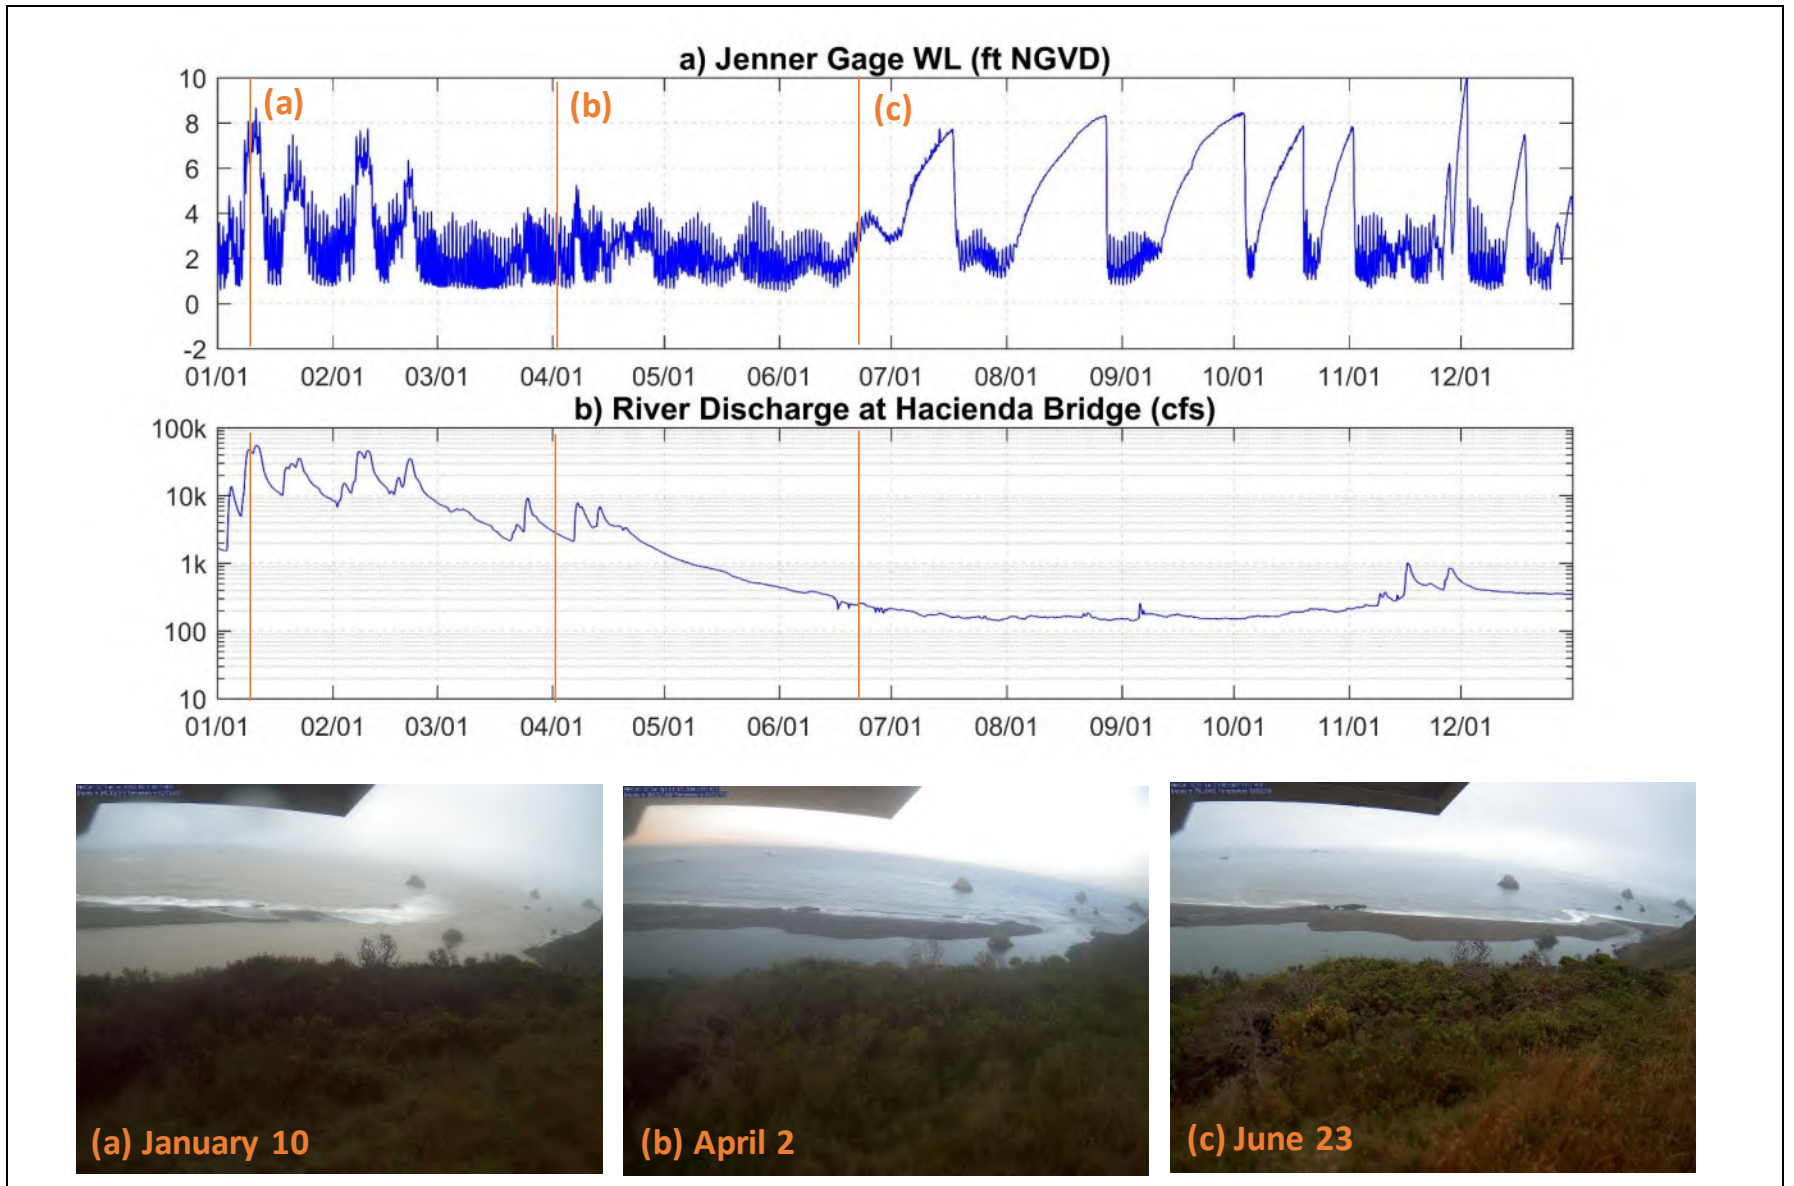 a) Jenner Gage WL (ft NGVD)
10
8
6
4
2
0
-2
(a)
(b)
(c)
01/01 02/01 03/01 04/01 05/01 06/01 07/01 08/01 09/01 10/01 11/01 12/01
b) River Discharge at Hacienda Bridge (cfs)
100k
10k
1k
100
10
01/01 02/01 03/01 04/01 05/01 06/01 07/01 08/01 09/01 10/01 11/01 12/01
(a) January 10
(b) April 2
(c) June 23